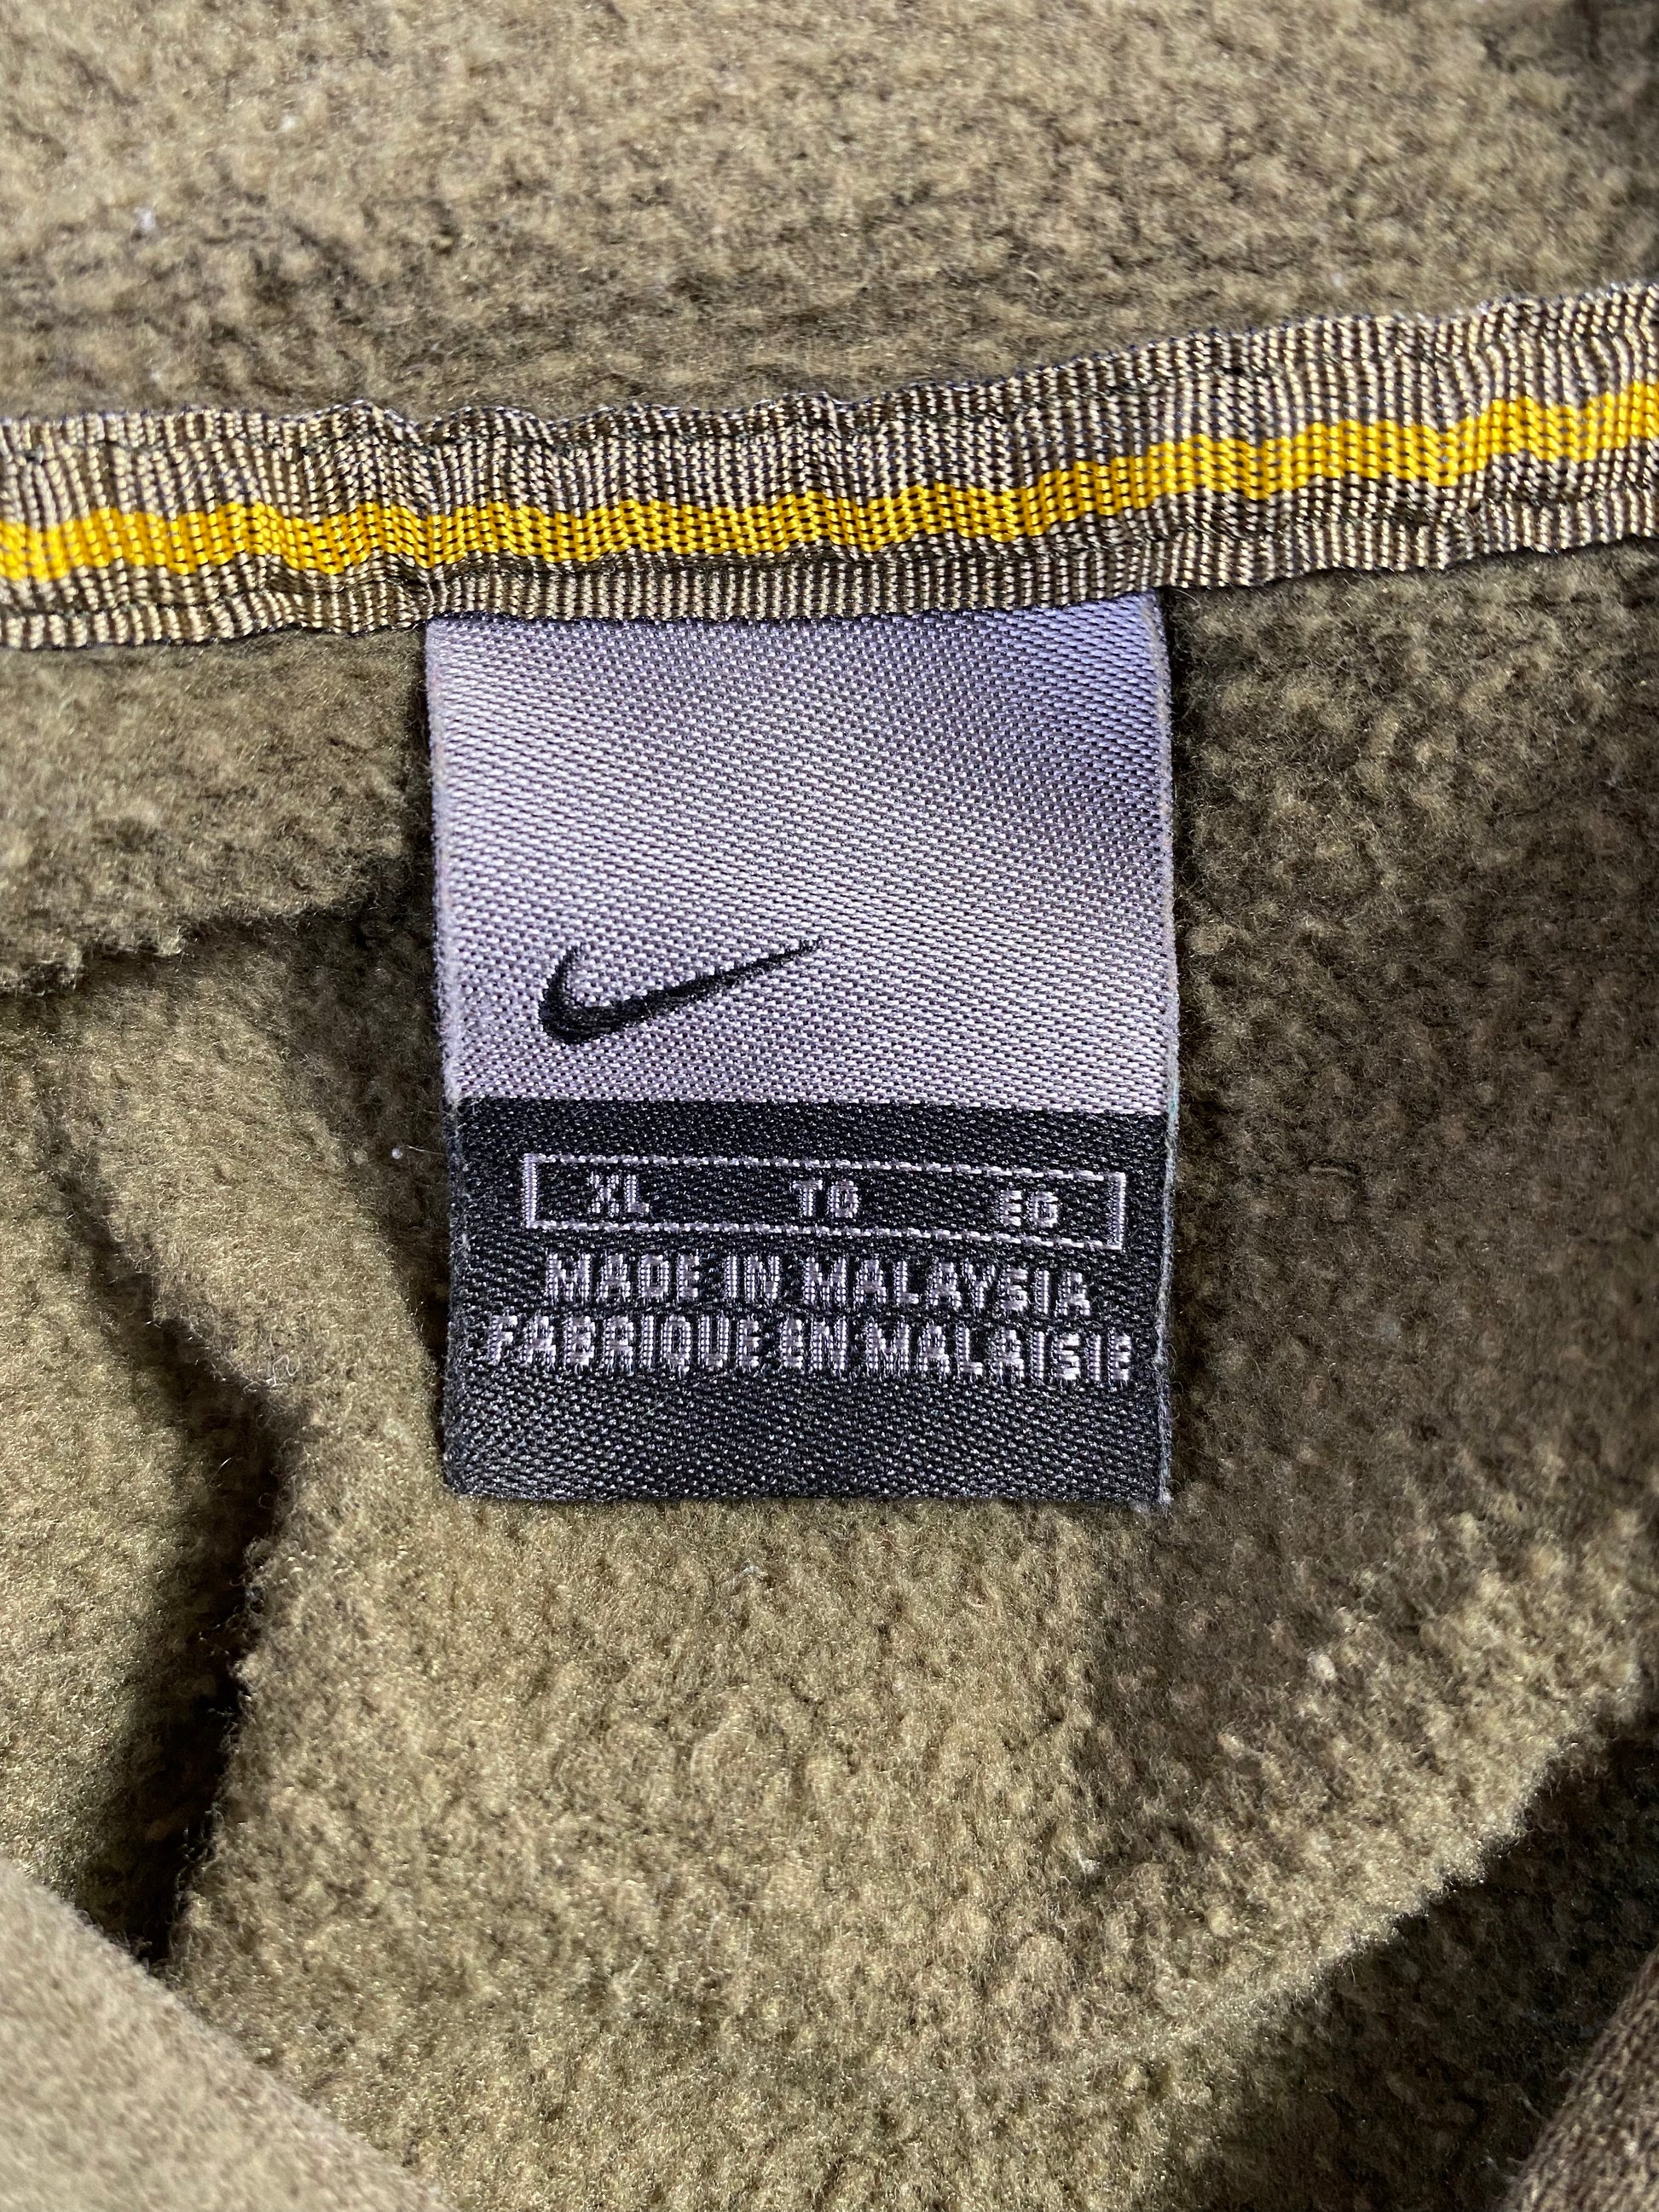 XL TG EG
MADE IN MALAYSIA
FABRIQUE EN MALAISIE